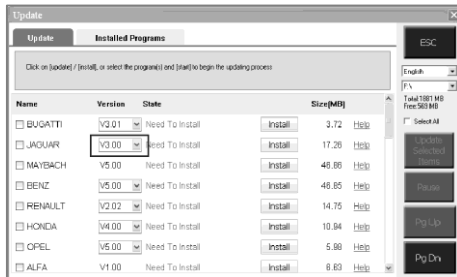 Update
Update Installed Programs
ESC
Click on [update] / [install], or select the program(s) and [start] to begin the updating process
English
F:\
Total:1881 MB
Free:569 MB
Select All
Name Version State Size(MB)
BUGATTI V3.01 Need To Install Install 3.72 Help
JAGUAR V3.00 Need To Install Install 17.26 Help
MAYBACH V5.00 Need To Install Install 46.86 Help
BENZ V5.00 Need To Install Install 46.85 Help
RENAULT V2.02 Need To Install Install 14.75 Help
HONDA V4.00 Need To Install Install 10.94 Help
OPEL V5.00 Need To Install Install 5.98 Help
ALFA V1.00 Need To Install Install 6.63 Help
Update
Selected
Items
Pause
Pg Up
Pg Dn